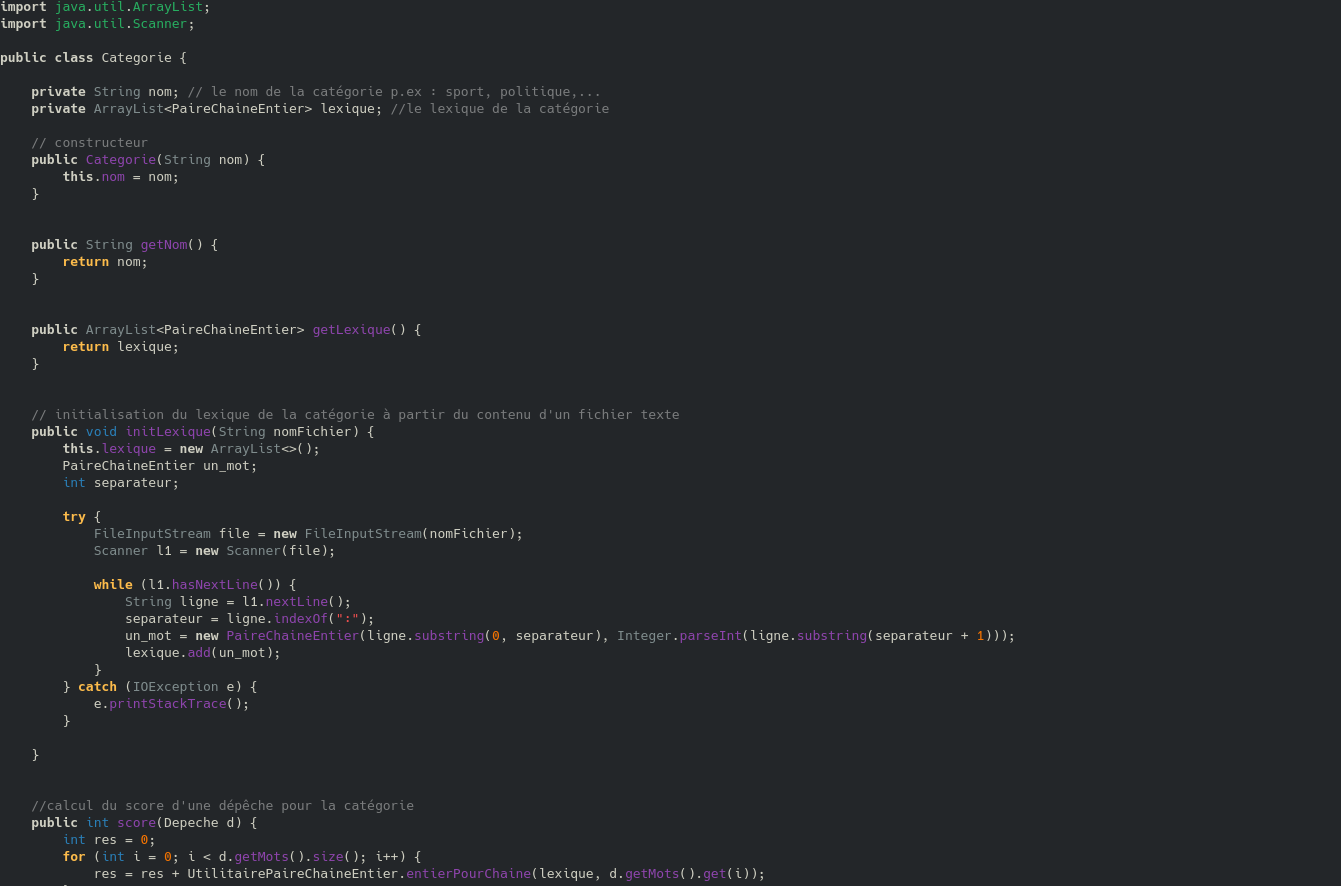 import java.util.ArrayList;
import java.util.Scanner;
public class Categorie {
private String nom; // le nom de la catégorie p.ex : sport, politique,...
private ArrayList<PaireChaineEntier> lexique; //le lexique de la catégorie
// constructeur
public Categorie(String nom) {
this.nom = nom;
}
public String getNom() {
return nom;
}
public ArrayList<PaireChaineEntier> getLexique() {
return lexique;
}
// initialisation du lexique de la catégorie à partir du contenu d'un fichier texte
public void initLexique(String nomFichier) {
this.lexique = new ArrayList<>();
PaireChaineEntier un_mot;
int separateur;
try {
FileInputStream file = new FileInputStream(nomFichier);
Scanner l1 = new Scanner(file);
while (l1.hasNextLine()) {
String ligne = l1.nextLine();
separateur = ligne.indexOf(":");
un_mot = new PaireChaineEntier(ligne.substring(0, separateur), Integer.parseInt(ligne.substring(separateur + 1)));
lexique.add(un_mot);
}
} catch (IOException e) {
e.printStackTrace();
}
}
//calcul du score d'une dépêche pour la catégorie
public int score(Depeche d) {
int res = 0;
for (int i = 0; i < d.getMots().size(); i++) {
res = res + UtilitairePaireChaineEntier.entierPourChaine(lexique, d.getMots().get(i));